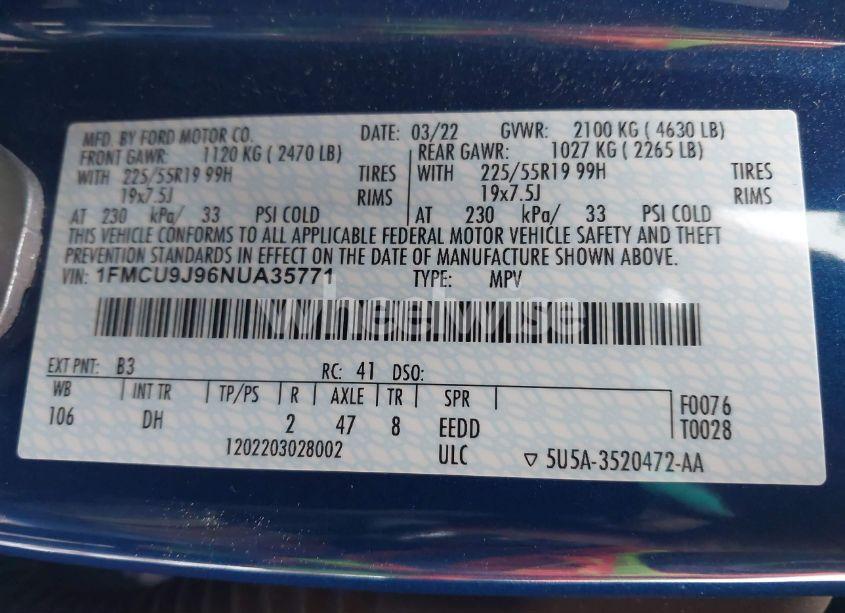 MFD. BY FORD MOTOR CO. DATE: 03/22 GVWR: 2100 KG ( 4630 LB)
FRONT GAWR: 1120 KG ( 2470 LB) REAR GAWR: 1027 KG ( 2265 LB)
WITH 225/55R19 99H TIRES WITH 225/55R19 99H TIRES
19x7.5J RIMS 19x7.5J RIMS
AT 230 kPa/ 33 PSI COLD AT 230 kPa/ 33 PSI COLD
THIS VEHICLE CONFORMS TO ALL APPLICABLE FEDERAL MOTOR VEHICLE SAFETY AND THEFT
PREVENTION STANDARDS IN EFFECT ON THE DATE OF MANUFACTURE SHOWN ABOVE.
VIN: 1FMCU9J96NUA35771 TYPE: MPV
wheelwise
EXT PNT: B3 RC: 41 DSO:
WB INT TR TP/PS R AXLE TR SPR
106 DH 2 47 8 EEDD
F0076
T0028
1202203028002 ULC ▽ 5U5A-3520472-AA